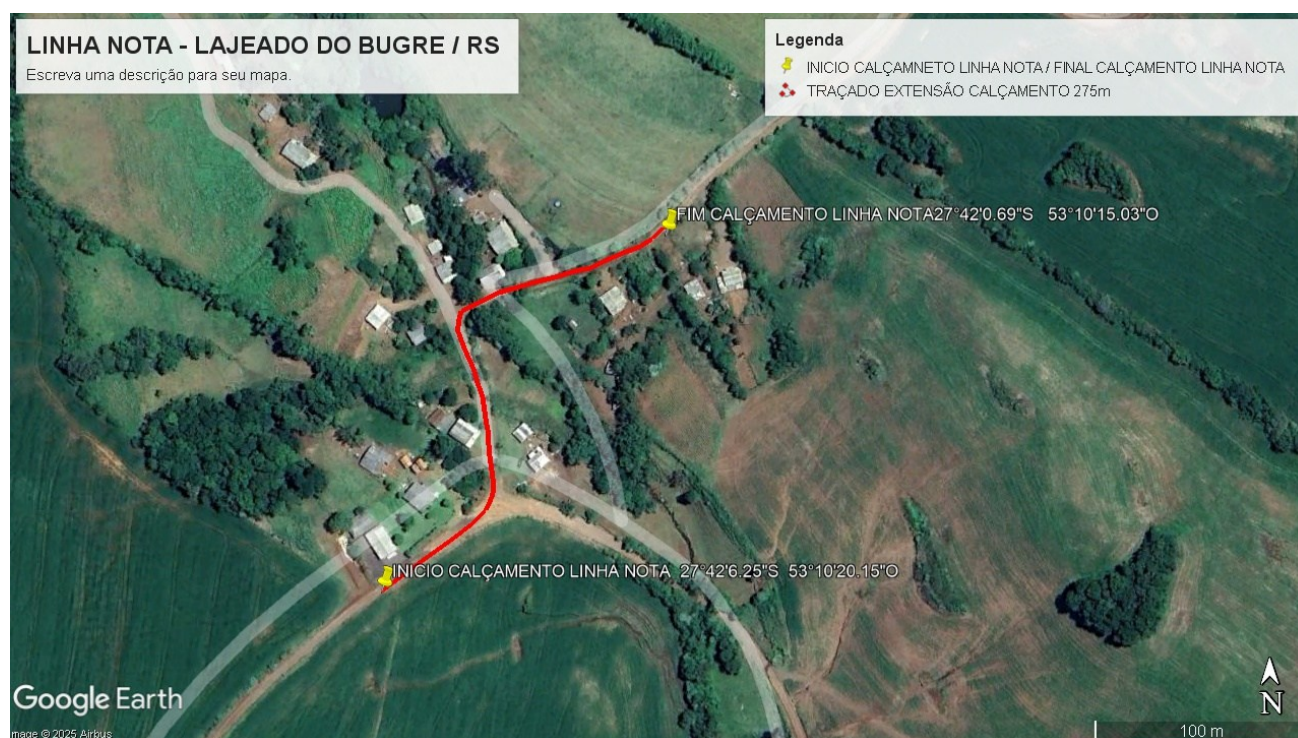 LINHA NOTA - LAJEADO DO BUGRE / RS
Escreva uma descrição para seu mapa.
Legenda
INICIO CALÇAMNETO LINHA NOTA / FINAL CALÇAMENTO LINHA NOTA
TRAÇADO EXTENSÃO CALÇAMENTO 275m
FIM CALÇAMENTO LINHA NOTA27°42'0.69"S 53°10'15.03"O
INICIO CALÇAMENTO LINHA NOTA 27°42'6.25"S 53°10'20.15"O
Google Earth
mage © 2025 Airbus
N
100 m